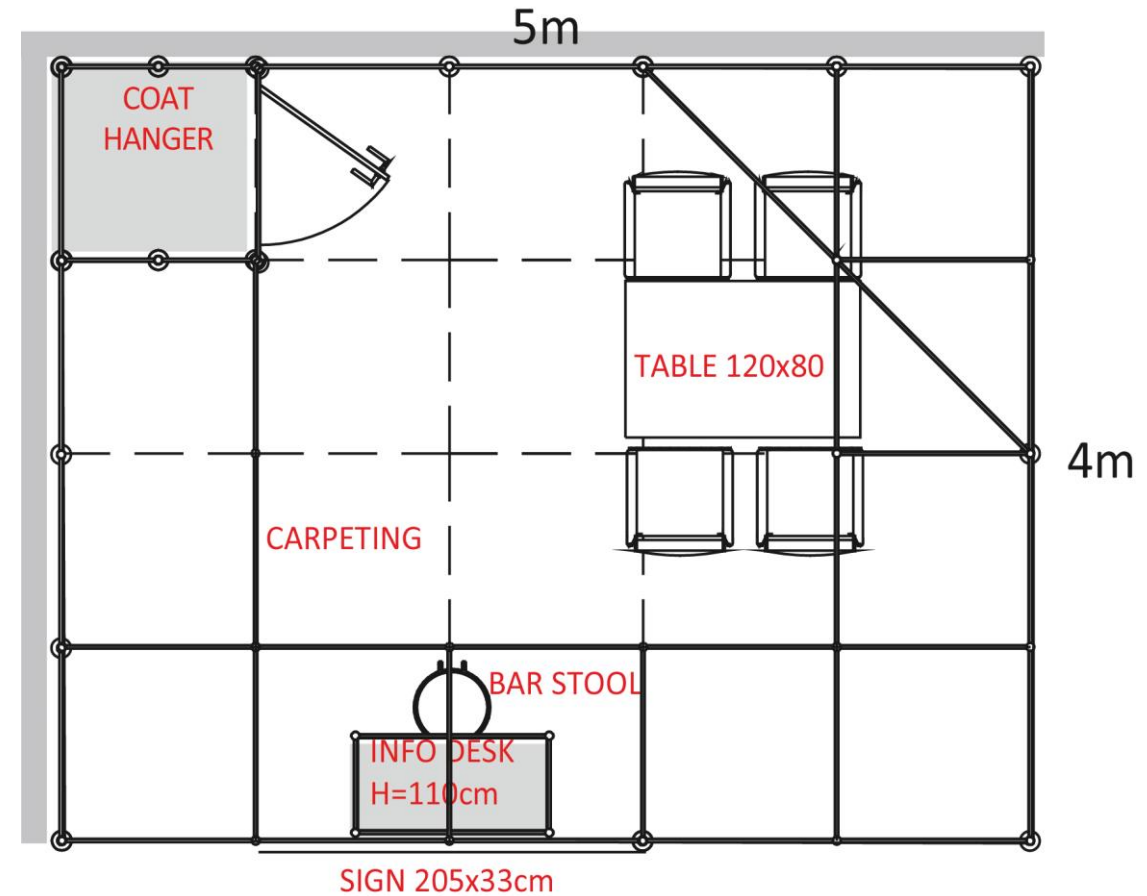 5m
COAT
HANGER
TABLE 120x80
4m
CARPETING
BAR STOOL
INFO DESK
H=110cm
SIGN 205x33cm